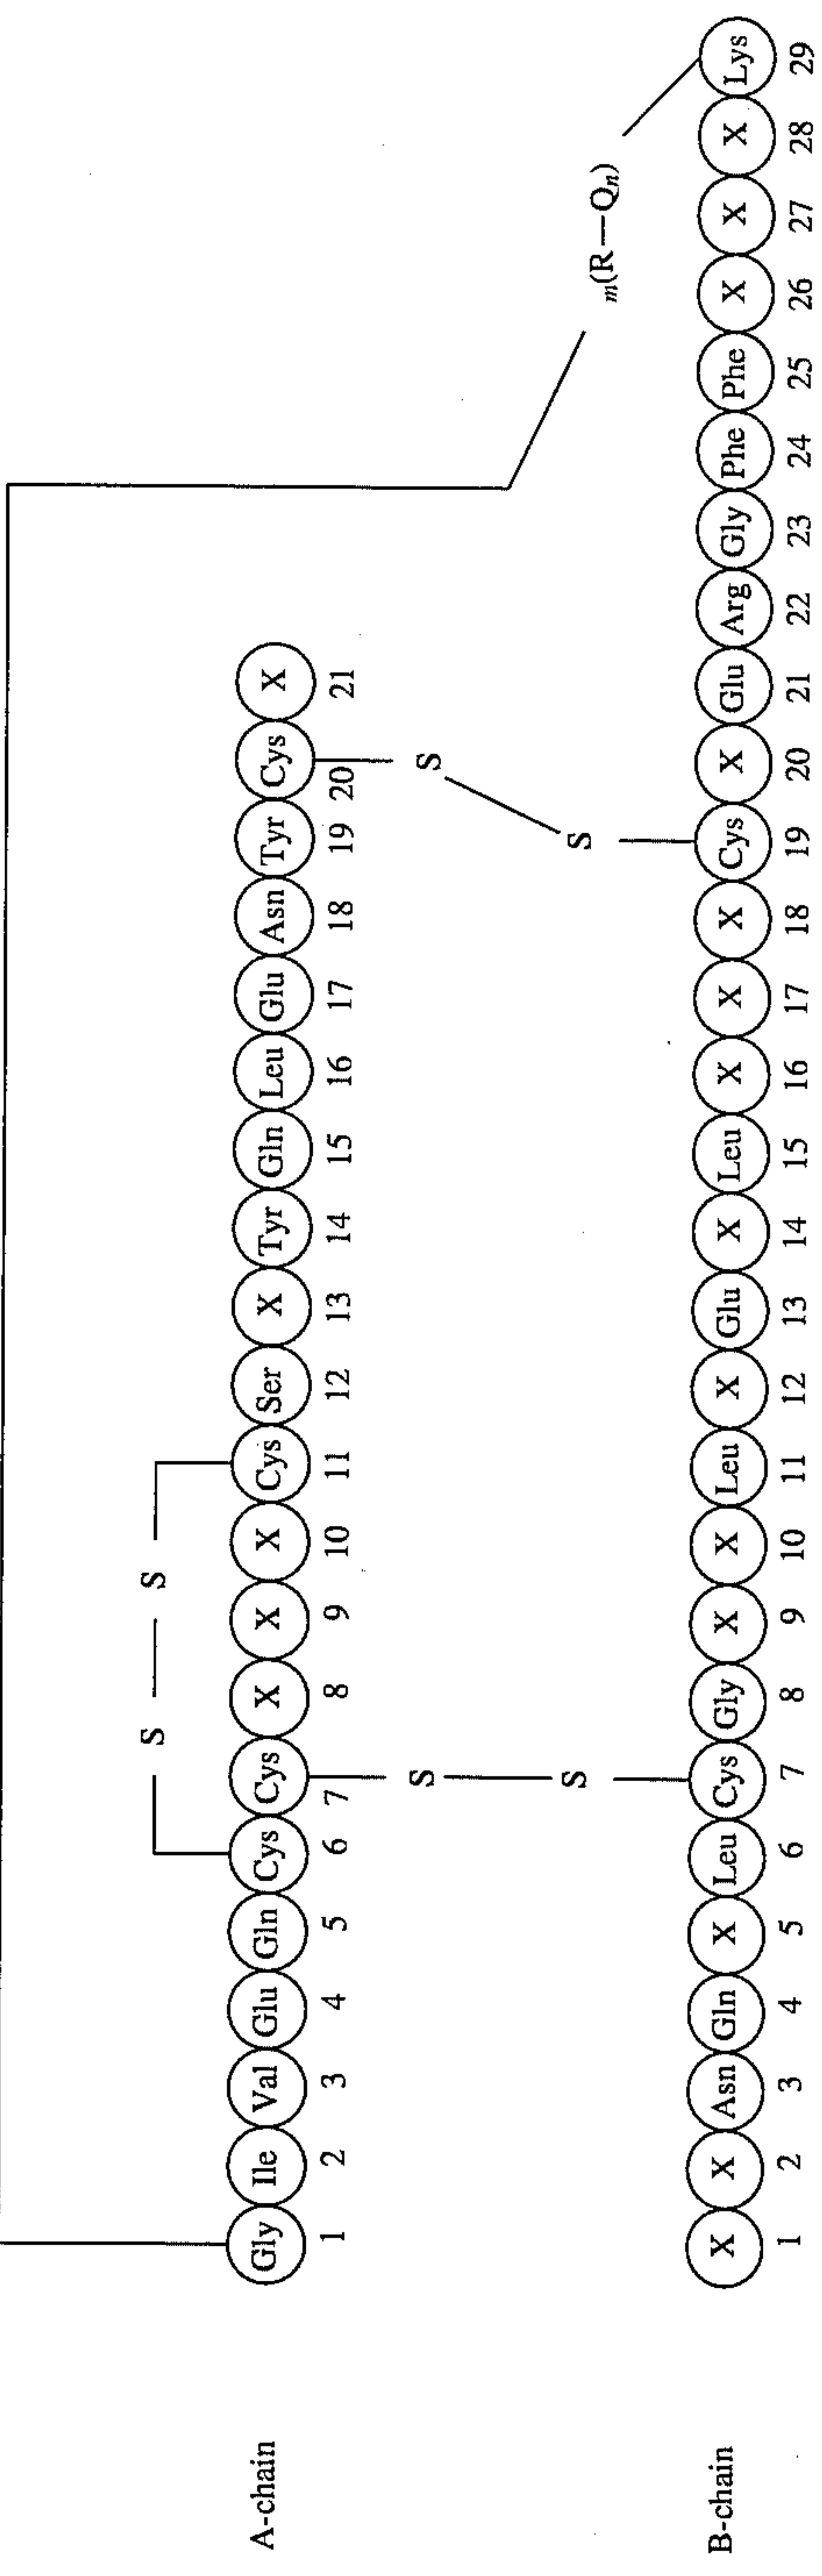 m(R—Qn)
S S
A-chain Gly Ile Val Glu Gln Cys Cys X X X Cys Ser X Tyr Gln Leu Glu Asn Tyr Cys X
1 2 3 4 5 6 7 8 9 10 11 12 13 14 15 16 17 18 19 20 21
S S
S S
B-chain X X Asn Gln X Leu Cys Gly X X Leu X Glu X Leu X X X Cys X Glu Arg Gly Phe Phe X X X Lys
1 2 3 4 5 6 7 8 9 10 11 12 13 14 15 16 17 18 19 20 21 22 23 24 25 26 27 28 29